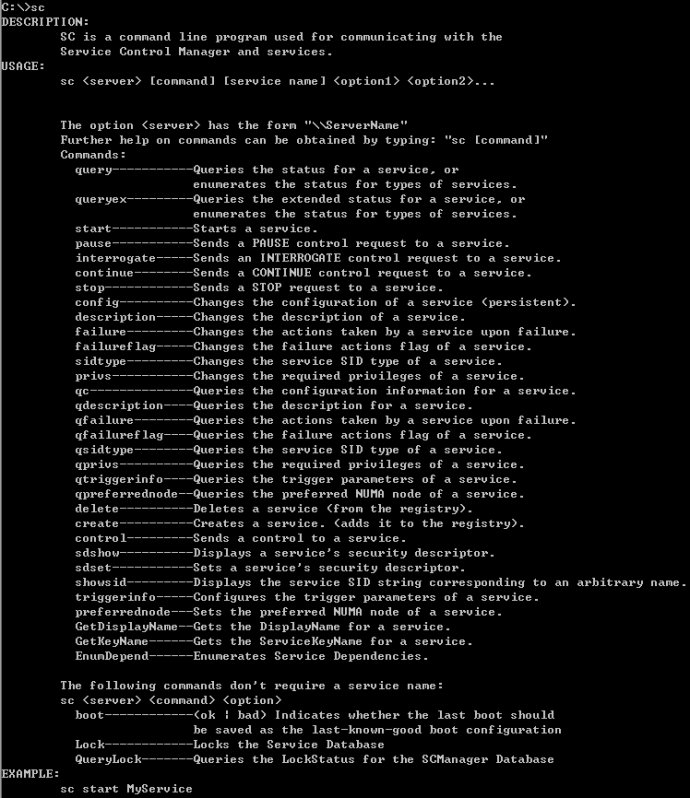 C:\>sc
DESCRIPTION:
SC is a command line program used for communicating with the
Service Control Manager and services.
USAGE:
sc <server> [command] [service name] <option1> <option2>...
The option <server> has the form "\\ServerName"
Further help on commands can be obtained by typing: "sc [command]"
Commands:
query-----------Queries the status for a service, or
enumerates the status for types of services.
queryex---------Queries the extended status for a service, or
enumerates the status for types of services.
start-----------Starts a service.
pause-----------Sends a PAUSE control request to a service.
interrogate-----Sends an INTERROGATE control request to a service.
continue--------Sends a CONTINUE control request to a service.
stop------------Sends a STOP request to a service.
config----------Changes the configuration of a service (persistent).
description-----Changes the description of a service.
failure---------Changes the actions taken by a service upon failure.
failureflag-----Changes the failure actions flag of a service.
sidtype---------Changes the service SID type of a service.
privs-----------Changes the required privileges of a service.
qc--------------Queries the configuration information for a service.
qdescription----Queries the description for a service.
qfailure--------Queries the actions taken by a service upon failure.
qfailureflag----Queries the failure actions flag of a service.
qsidtype--------Queries the service SID type of a service.
qprivs----------Queries the required privileges of a service.
qtriggerinfo----Queries the trigger parameters of a service.
qpreferrednode--Queries the preferred NUMA node of a service.
delete----------Deletes a service (from the registry).
create----------Creates a service. (adds it to the registry).
control---------Sends a control to a service.
sdshow----------Displays a service's security descriptor.
sdset-----------Sets a service's security descriptor.
showsid---------Displays the service SID string corresponding to an arbitrary name.
triggerinfo-----Configures the trigger parameters of a service.
preferrednode---Sets the preferred NUMA node of a service.
GetDisplayName--Gets the DisplayName for a service.
GetKeyName------Gets the ServiceKeyName for a service.
EnumDepend------Enumerates Service Dependencies.
The following commands don't require a service name:
sc <server> <command> <option>
boot------------(ok | bad) Indicates whether the last boot should
be saved as the last-known-good boot configuration
Lock------------Locks the Service Database
QueryLock-------Queries the LockStatus for the SCManager Database
EXAMPLE:
sc start MyService